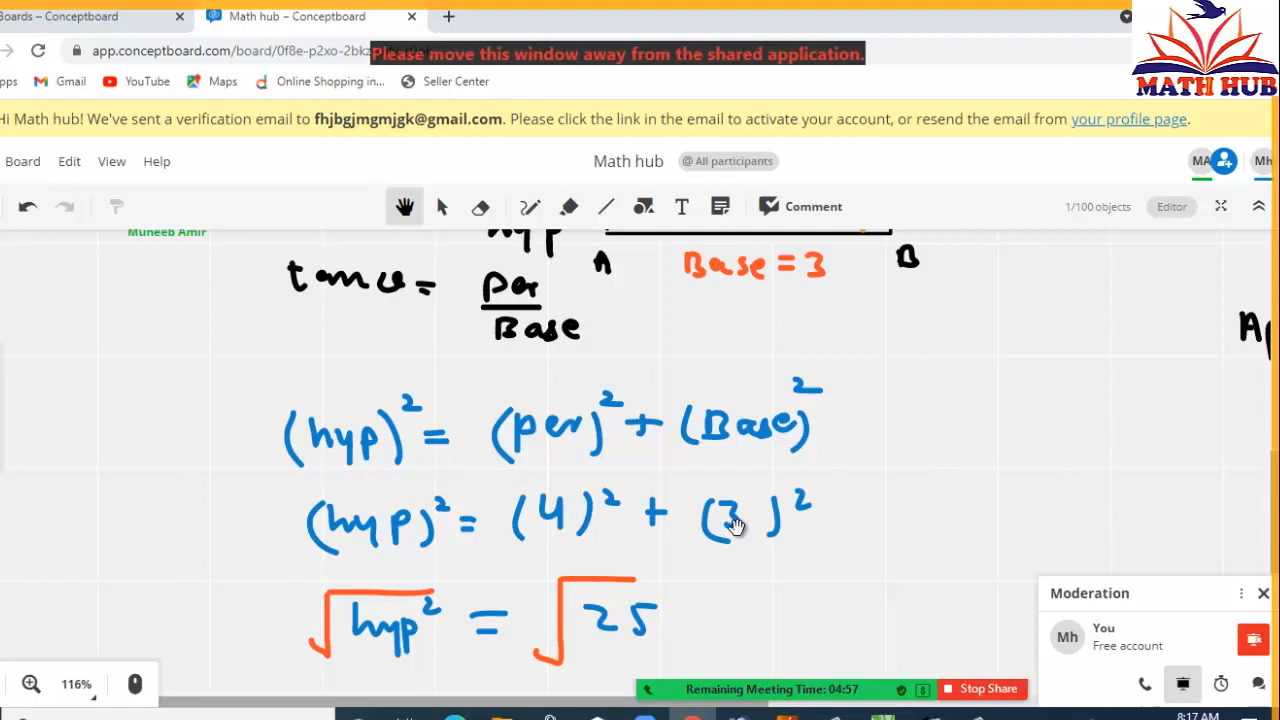 Boards – Conceptboard
Math hub – Conceptboard
app.conceptboard.com/board/0f8e-p2xo-2bkz
Please move this window away from the shared application.
MATH HUB
pps Gmail YouTube Maps Online Shopping in... Seller Center
Hi Math hub! We've sent a verification email to fhjbgjmgmjgk@gmail.com. Please click the link in the email to activate your account, or resend the email from your profile page.
Board Edit View Help
Math hub @ All participants
MA Mh
Comment
1/100 objects Editor
Muneeb Amir
hyp
A Base = 3 B
tanθ = per
Base
(hyp)² = (per)² + (Base)²
(hyp)² = (4)² + (3)²
√hyp² = √25
Moderation
Mh You
Free account
116%
Remaining Meeting Time: 04:57
Stop Share
8:17 AM